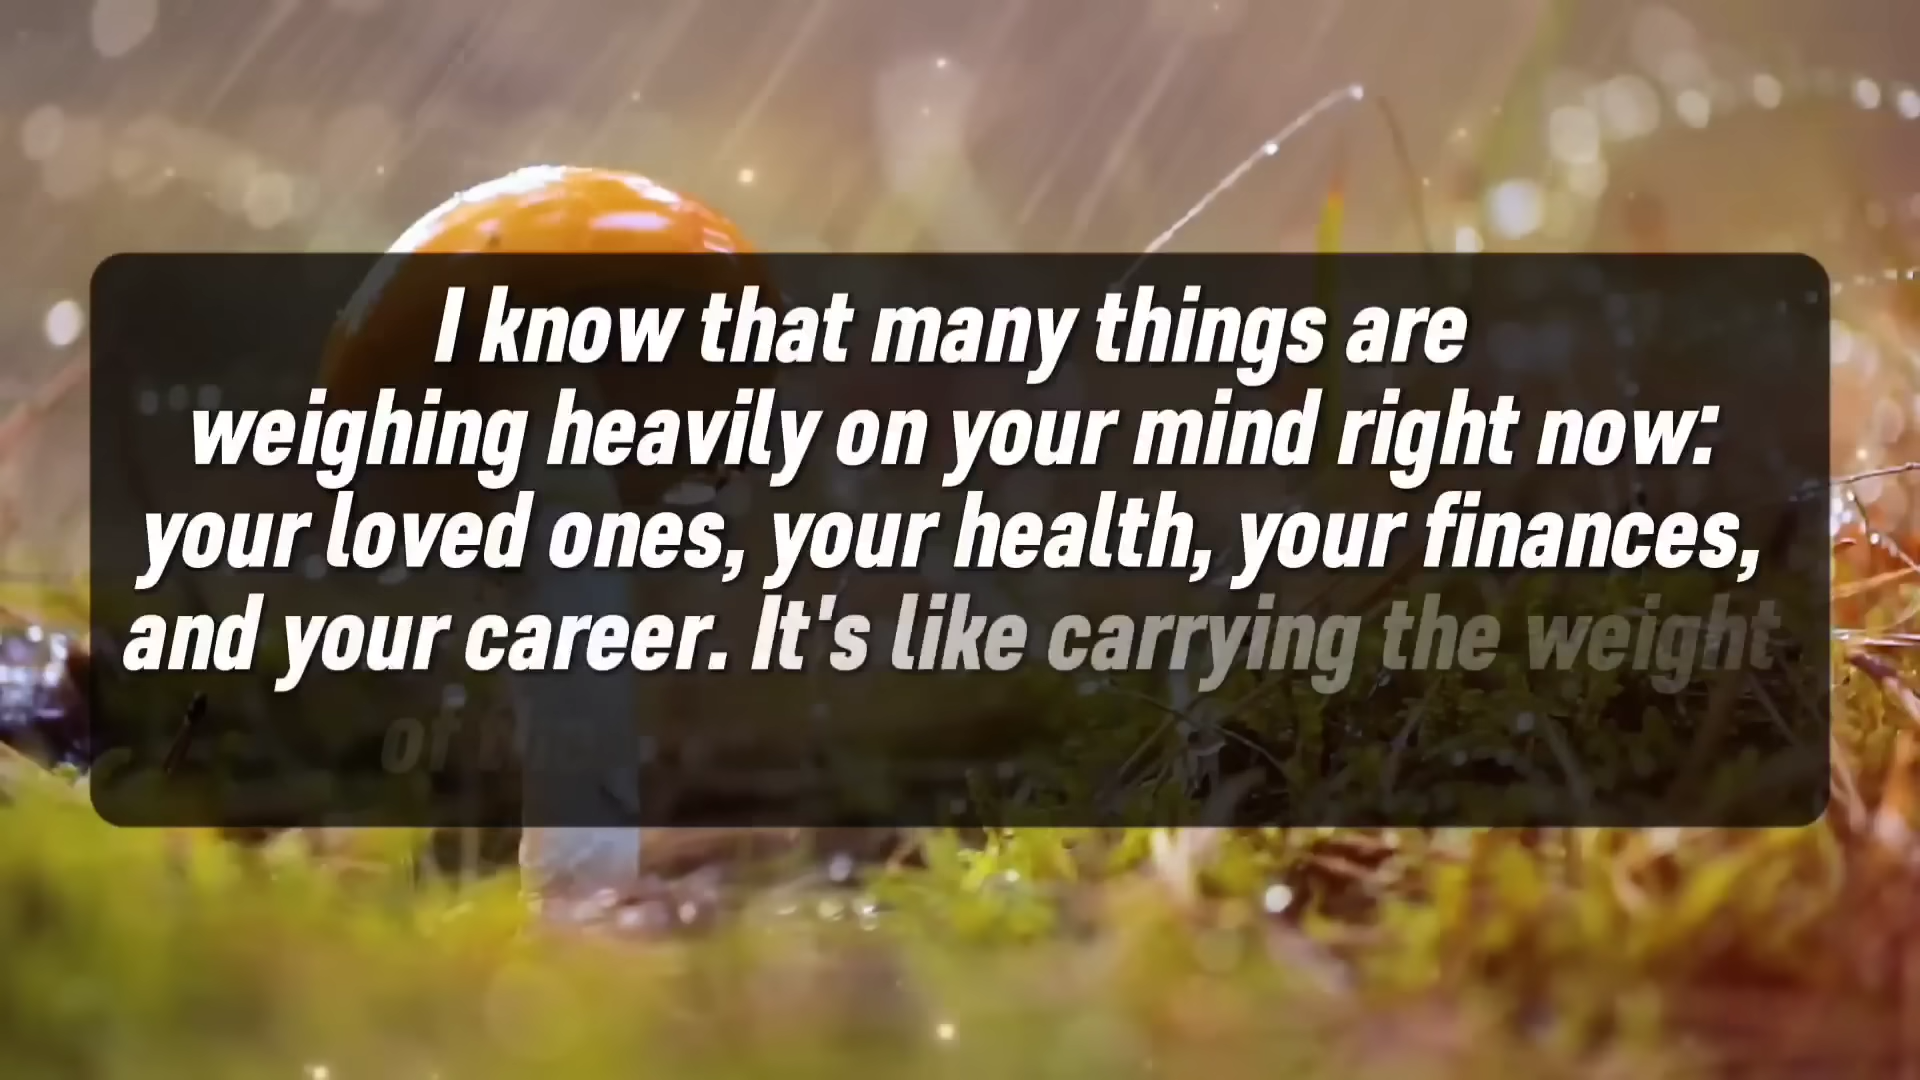 I know that many things are
weighing heavily on your mind right now:
your loved ones, your health, your finances,
and your career. It's like carrying the weight
of